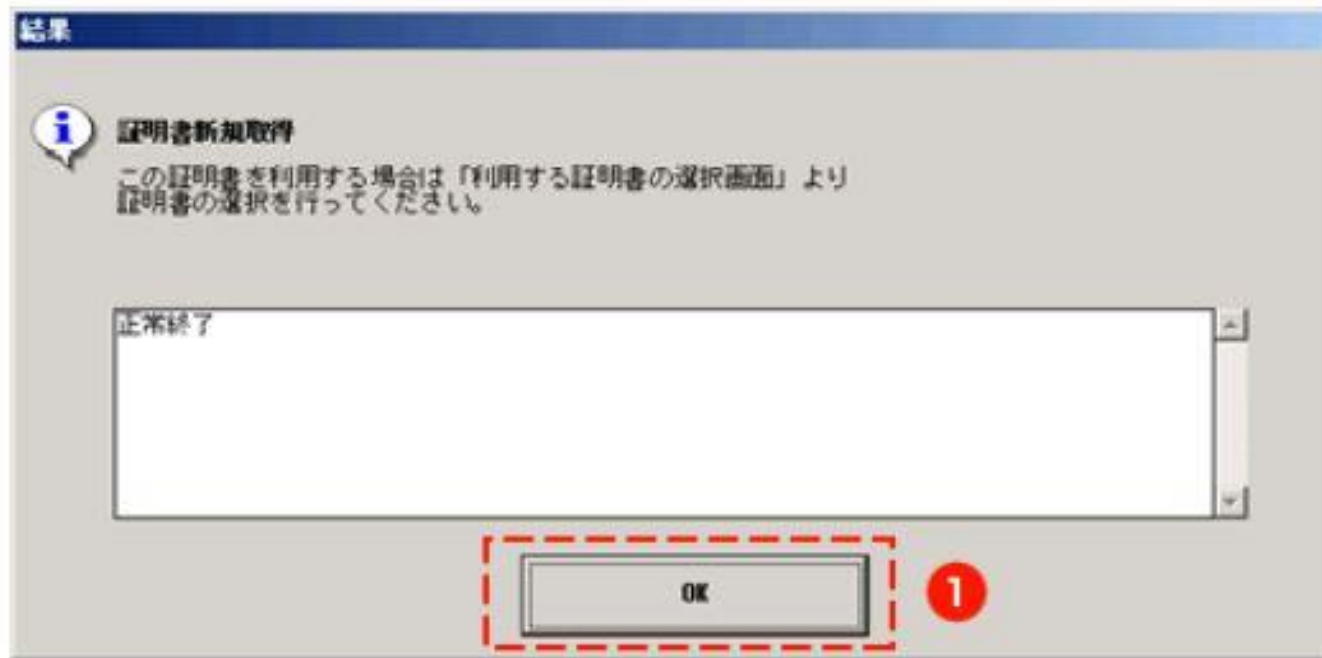 結果
証明書新規取得
この証明書を利用する場合は「利用する証明書の選択画面」より
証明書の選択を行ってください。
正常終了
OK
1